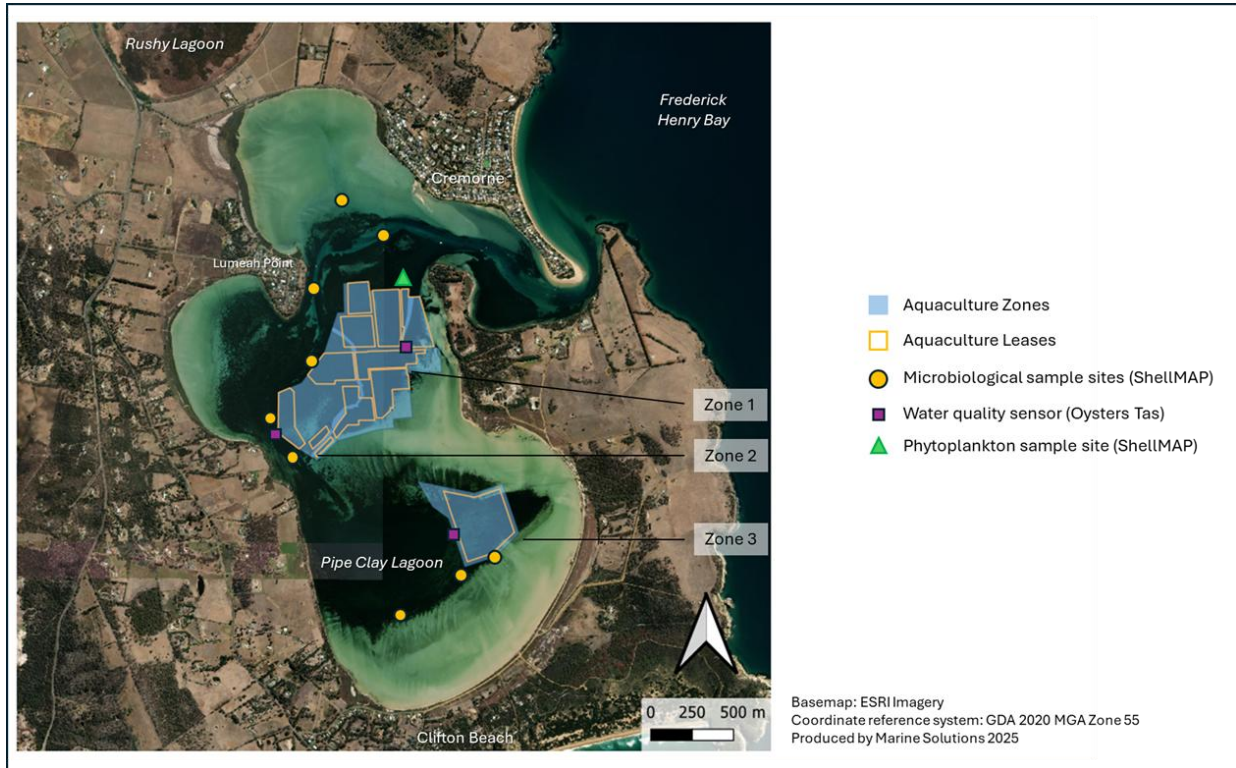 Rushy Lagoon
Frederick
Henry Bay
Cremorne
Lumeah Point
Aquaculture Zones
Aquaculture Leases
Microbiological sample sites (ShellMAP)
Zone 1
Water quality sensor (Oysters Tas)
Zone 2
Phytoplankton sample site (ShellMAP)
Zone 3
Pipe Clay Lagoon
0 250 500 m
Clifton Beach
Basemap: ESRI Imagery
Coordinate reference system: GDA 2020 MGA Zone 55
Produced by Marine Solutions 2025